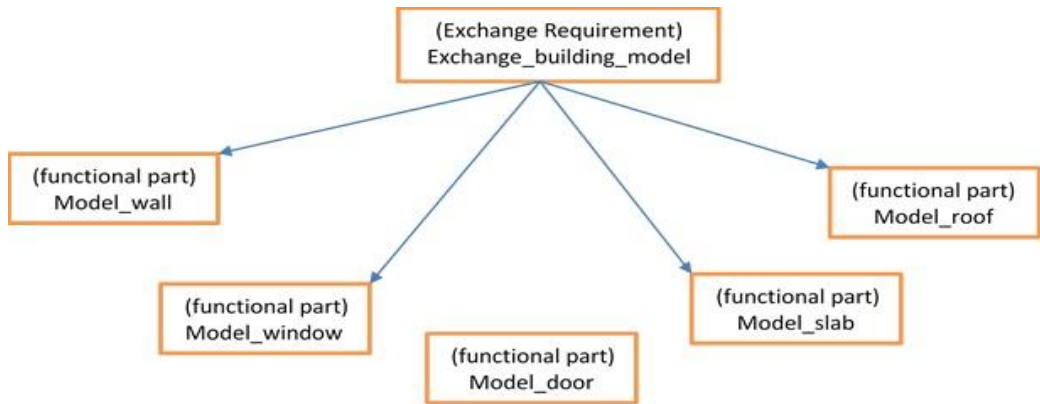 (Exchange Requirement)
Exchange_building_model
(functional part)
Model_wall
(functional part)
Model_roof
(functional part)
Model_window
(functional part)
Model_slab
(functional part)
Model_door